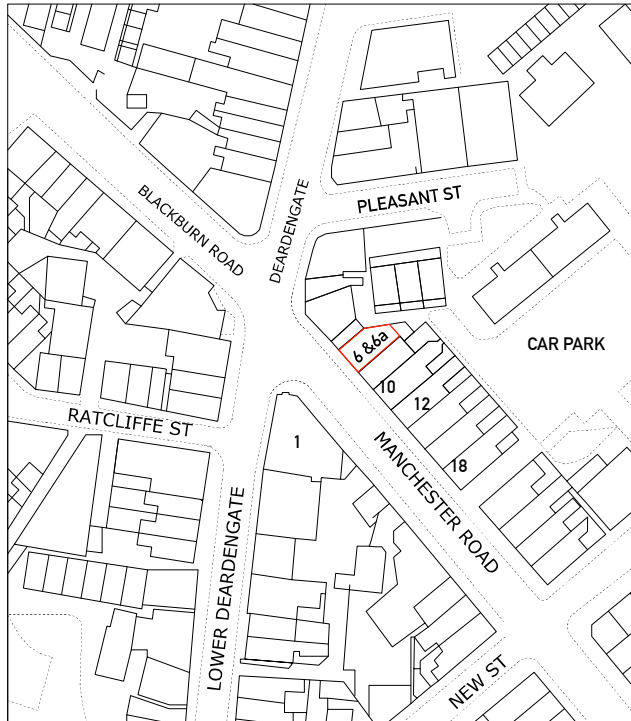 BLACKBURN ROAD
DEARDENGATE
PLEASANT ST
6 &6a
CAR PARK
10
12
RATCLIFFE ST
1
MANCHESTER ROAD
18
LOWER DEARDENGATE
NEW ST